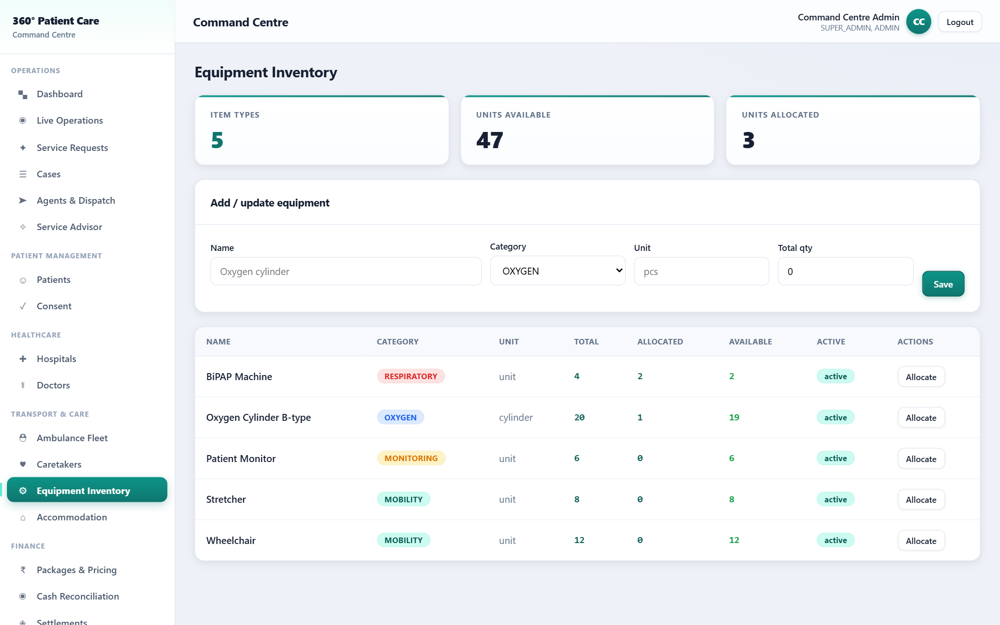 360° Patient Care
Command Centre
OPERATIONS
Dashboard
Live Operations
Service Requests
Cases
Agents & Dispatch
Service Advisor
PATIENT MANAGEMENT
Patients
Consent
HEALTHCARE
Hospitals
Doctors
TRANSPORT & CARE
Ambulance Fleet
Caretakers
Equipment Inventory
Accommodation
FINANCE
₹ Packages & Pricing
Cash Reconciliation
Settlements
Command Centre
Command Centre Admin
SUPER_ADMIN, ADMIN
CC
Logout
Equipment Inventory
ITEM TYPES
5
UNITS AVAILABLE
47
UNITS ALLOCATED
3
Add / update equipment
Name
Oxygen cylinder
Category
OXYGEN
Unit
pcs
Total qty
0
Save
NAME CATEGORY UNIT TOTAL ALLOCATED AVAILABLE ACTIVE ACTIONS
BiPAP Machine RESPIRATORY unit 4 2 2 active Allocate
Oxygen Cylinder B-type OXYGEN cylinder 20 1 19 active Allocate
Patient Monitor MONITORING unit 6 0 6 active Allocate
Stretcher MOBILITY unit 8 0 8 active Allocate
Wheelchair MOBILITY unit 12 0 12 active Allocate